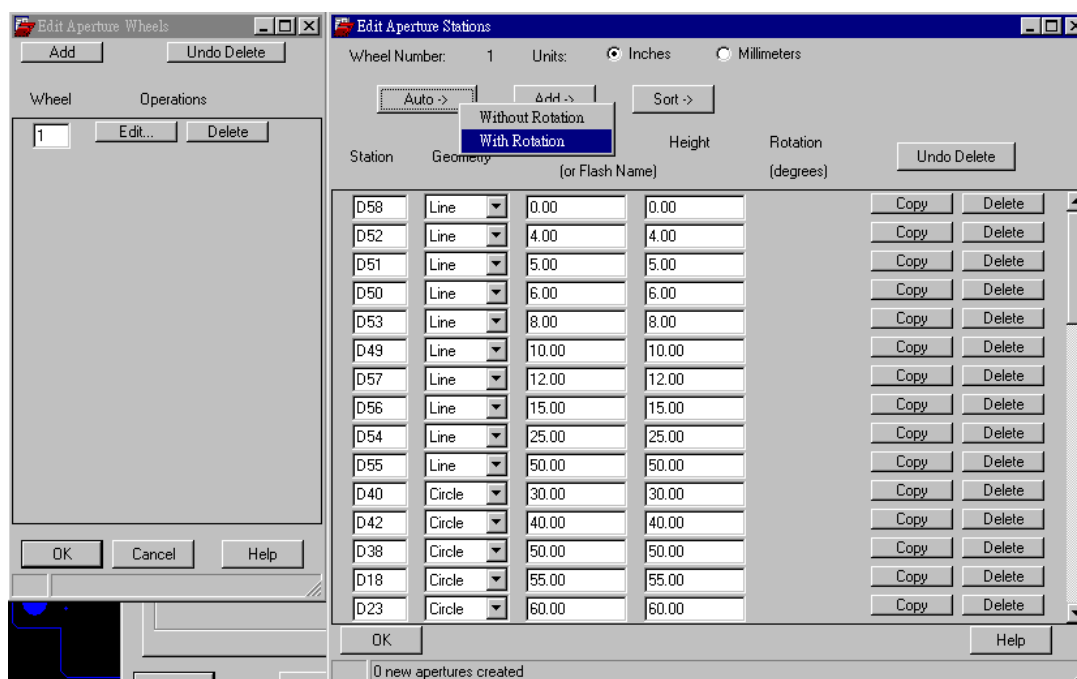 Edit Aperture Wheels
Add Undo Delete
Wheel Operations
1 Edit... Delete
OK Cancel Help
Edit Aperture Stations
Wheel Number: 1 Units: Inches Millimeters
Auto -> Add -> Sort ->
Without Rotation
With Rotation
Height Rotation
Station Geometry Undo Delete
(or Flash Name) (degrees)
D58 Line 0.00 0.00 Copy Delete
D52 Line 4.00 4.00 Copy Delete
D51 Line 5.00 5.00 Copy Delete
D50 Line 6.00 6.00 Copy Delete
D53 Line 8.00 8.00 Copy Delete
D49 Line 10.00 10.00 Copy Delete
D57 Line 12.00 12.00 Copy Delete
D56 Line 15.00 15.00 Copy Delete
D54 Line 25.00 25.00 Copy Delete
D55 Line 50.00 50.00 Copy Delete
D40 Circle 30.00 30.00 Copy Delete
D42 Circle 40.00 40.00 Copy Delete
D38 Circle 50.00 50.00 Copy Delete
D18 Circle 55.00 55.00 Copy Delete
D23 Circle 60.00 60.00 Copy Delete
OK Help
0 new apertures created